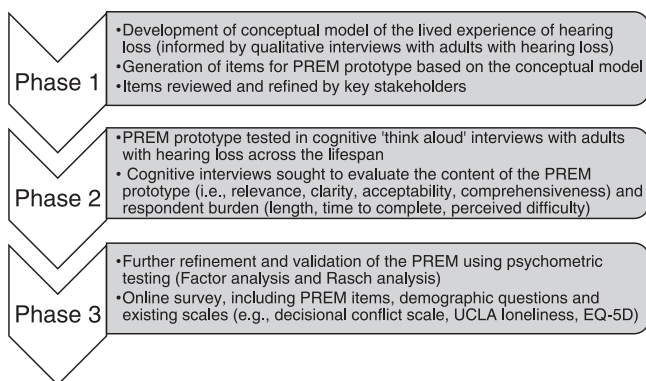 Phase 1
•Development of conceptual model of the lived experience of hearing
loss (informed by qualitative interviews with adults with hearing loss)
•Generation of items for PREM prototype based on the conceptual model
•Items reviewed and refined by key stakeholders
Phase 2
•PREM prototype tested in cognitive 'think aloud' interviews with adults
with hearing loss across the lifespan
• Cognitive interviews sought to evaluate the content of the PREM
prototype (i.e., relevance, clarity, acceptability, comprehensiveness) and
respondent burden (length, time to complete, perceived difficulty)
Phase 3
•Further refinement and validation of the PREM using psychometric
testing (Factor analysis and Rasch analysis)
•Online survey, including PREM items, demographic questions and
existing scales (e.g., decisional conflict scale, UCLA loneliness, EQ-5D)